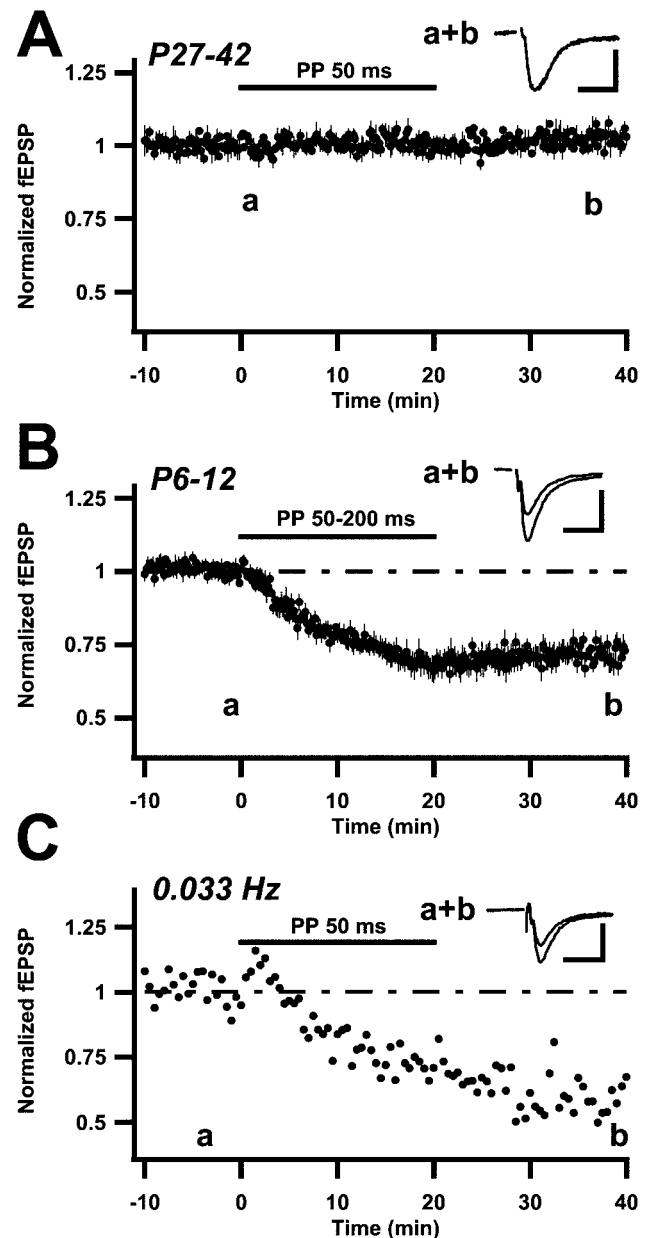 A
P27-42
a+b
PP 50 ms
Normalized fEPSP
1.25
1
0.75
0.5
a
b
-10 0 10 20 30 40
Time (min)
B
P6-12
a+b
PP 50-200 ms
Normalized fEPSP
1.25
1
0.75
0.5
a
b
-10 0 10 20 30 40
Time (min)
C
0.033 Hz
a+b
PP 50 ms
Normalized fEPSP
1.25
1
0.75
0.5
a
b
-10 0 10 20 30 40
Time (min)